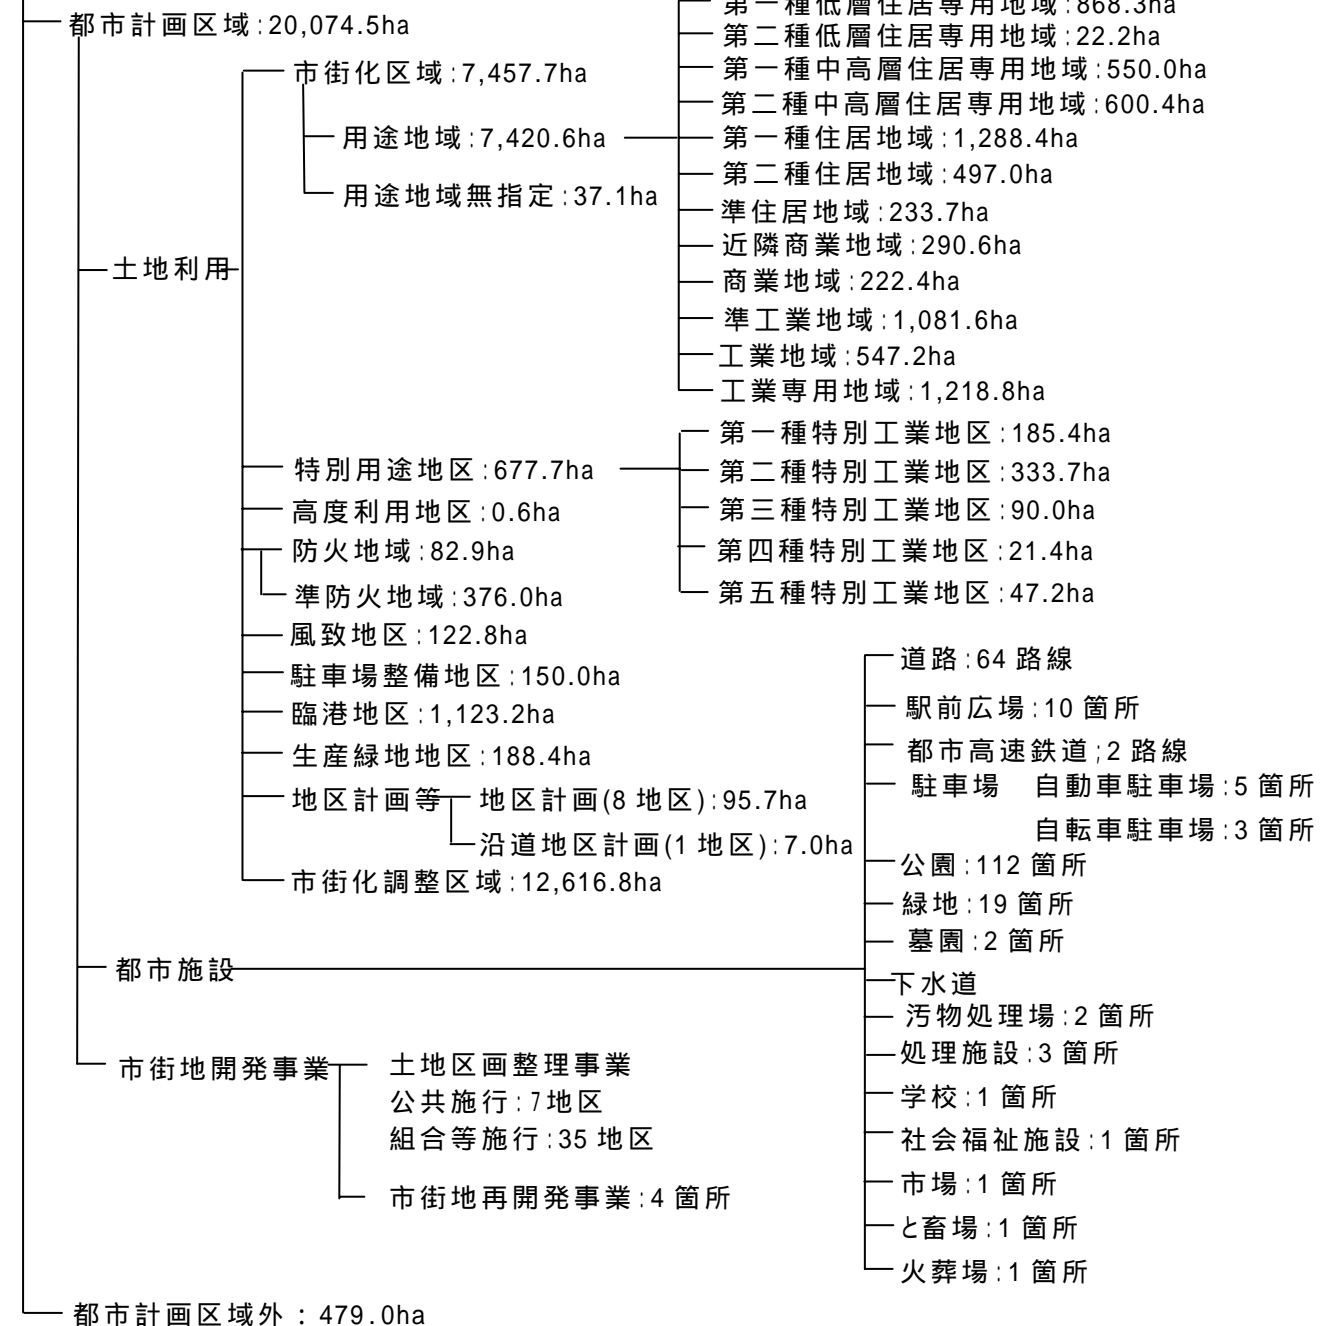 都市計画区域:20,074.5ha
土地利用
市街化区域:7,457.7ha
用途地域:7,420.6ha
第一種低層住居専用地域:868.3ha
第二種低層住居専用地域:22.2ha
第一種中高層住居専用地域:550.0ha
第二種中高層住居専用地域:600.4ha
第一種住居地域:1,288.4ha
第二種住居地域:497.0ha
準住居地域:233.7ha
近隣商業地域:290.6ha
商業地域:222.4ha
準工業地域:1,081.6ha
工業地域:547.2ha
工業専用地域:1,218.8ha
用途地域無指定:37.1ha
特別用途地区:677.7ha
第一種特別工業地区:185.4ha
第二種特別工業地区:333.7ha
第三種特別工業地区:90.0ha
第四種特別工業地区:21.4ha
第五種特別工業地区:47.2ha
高度利用地区:0.6ha
防火地域:82.9ha
準防火地域:376.0ha
風致地区:122.8ha
駐車場整備地区:150.0ha
臨港地区:1,123.2ha
生産緑地地区:188.4ha
地区計画等
地区計画(8 地区):95.7ha
沿道地区計画(1 地区):7.0ha
市街化調整区域:12,616.8ha
都市施設
道路:64 路線
駅前広場:10 箇所
都市高速鉄道;2 路線
駐車場 自動車駐車場:5 箇所
自転車駐車場:3 箇所
公園:112 箇所
緑地:19 箇所
墓園:2 箇所
下水道
汚物処理場:2 箇所
処理施設:3 箇所
学校:1 箇所
社会福祉施設:1 箇所
市場:1 箇所
と畜場:1 箇所
火葬場:1 箇所
市街地開発事業
土地区画整理事業
公共施行:7地区
組合等施行:35 地区
市街地再開発事業:4 箇所
都市計画区域外:479.0ha